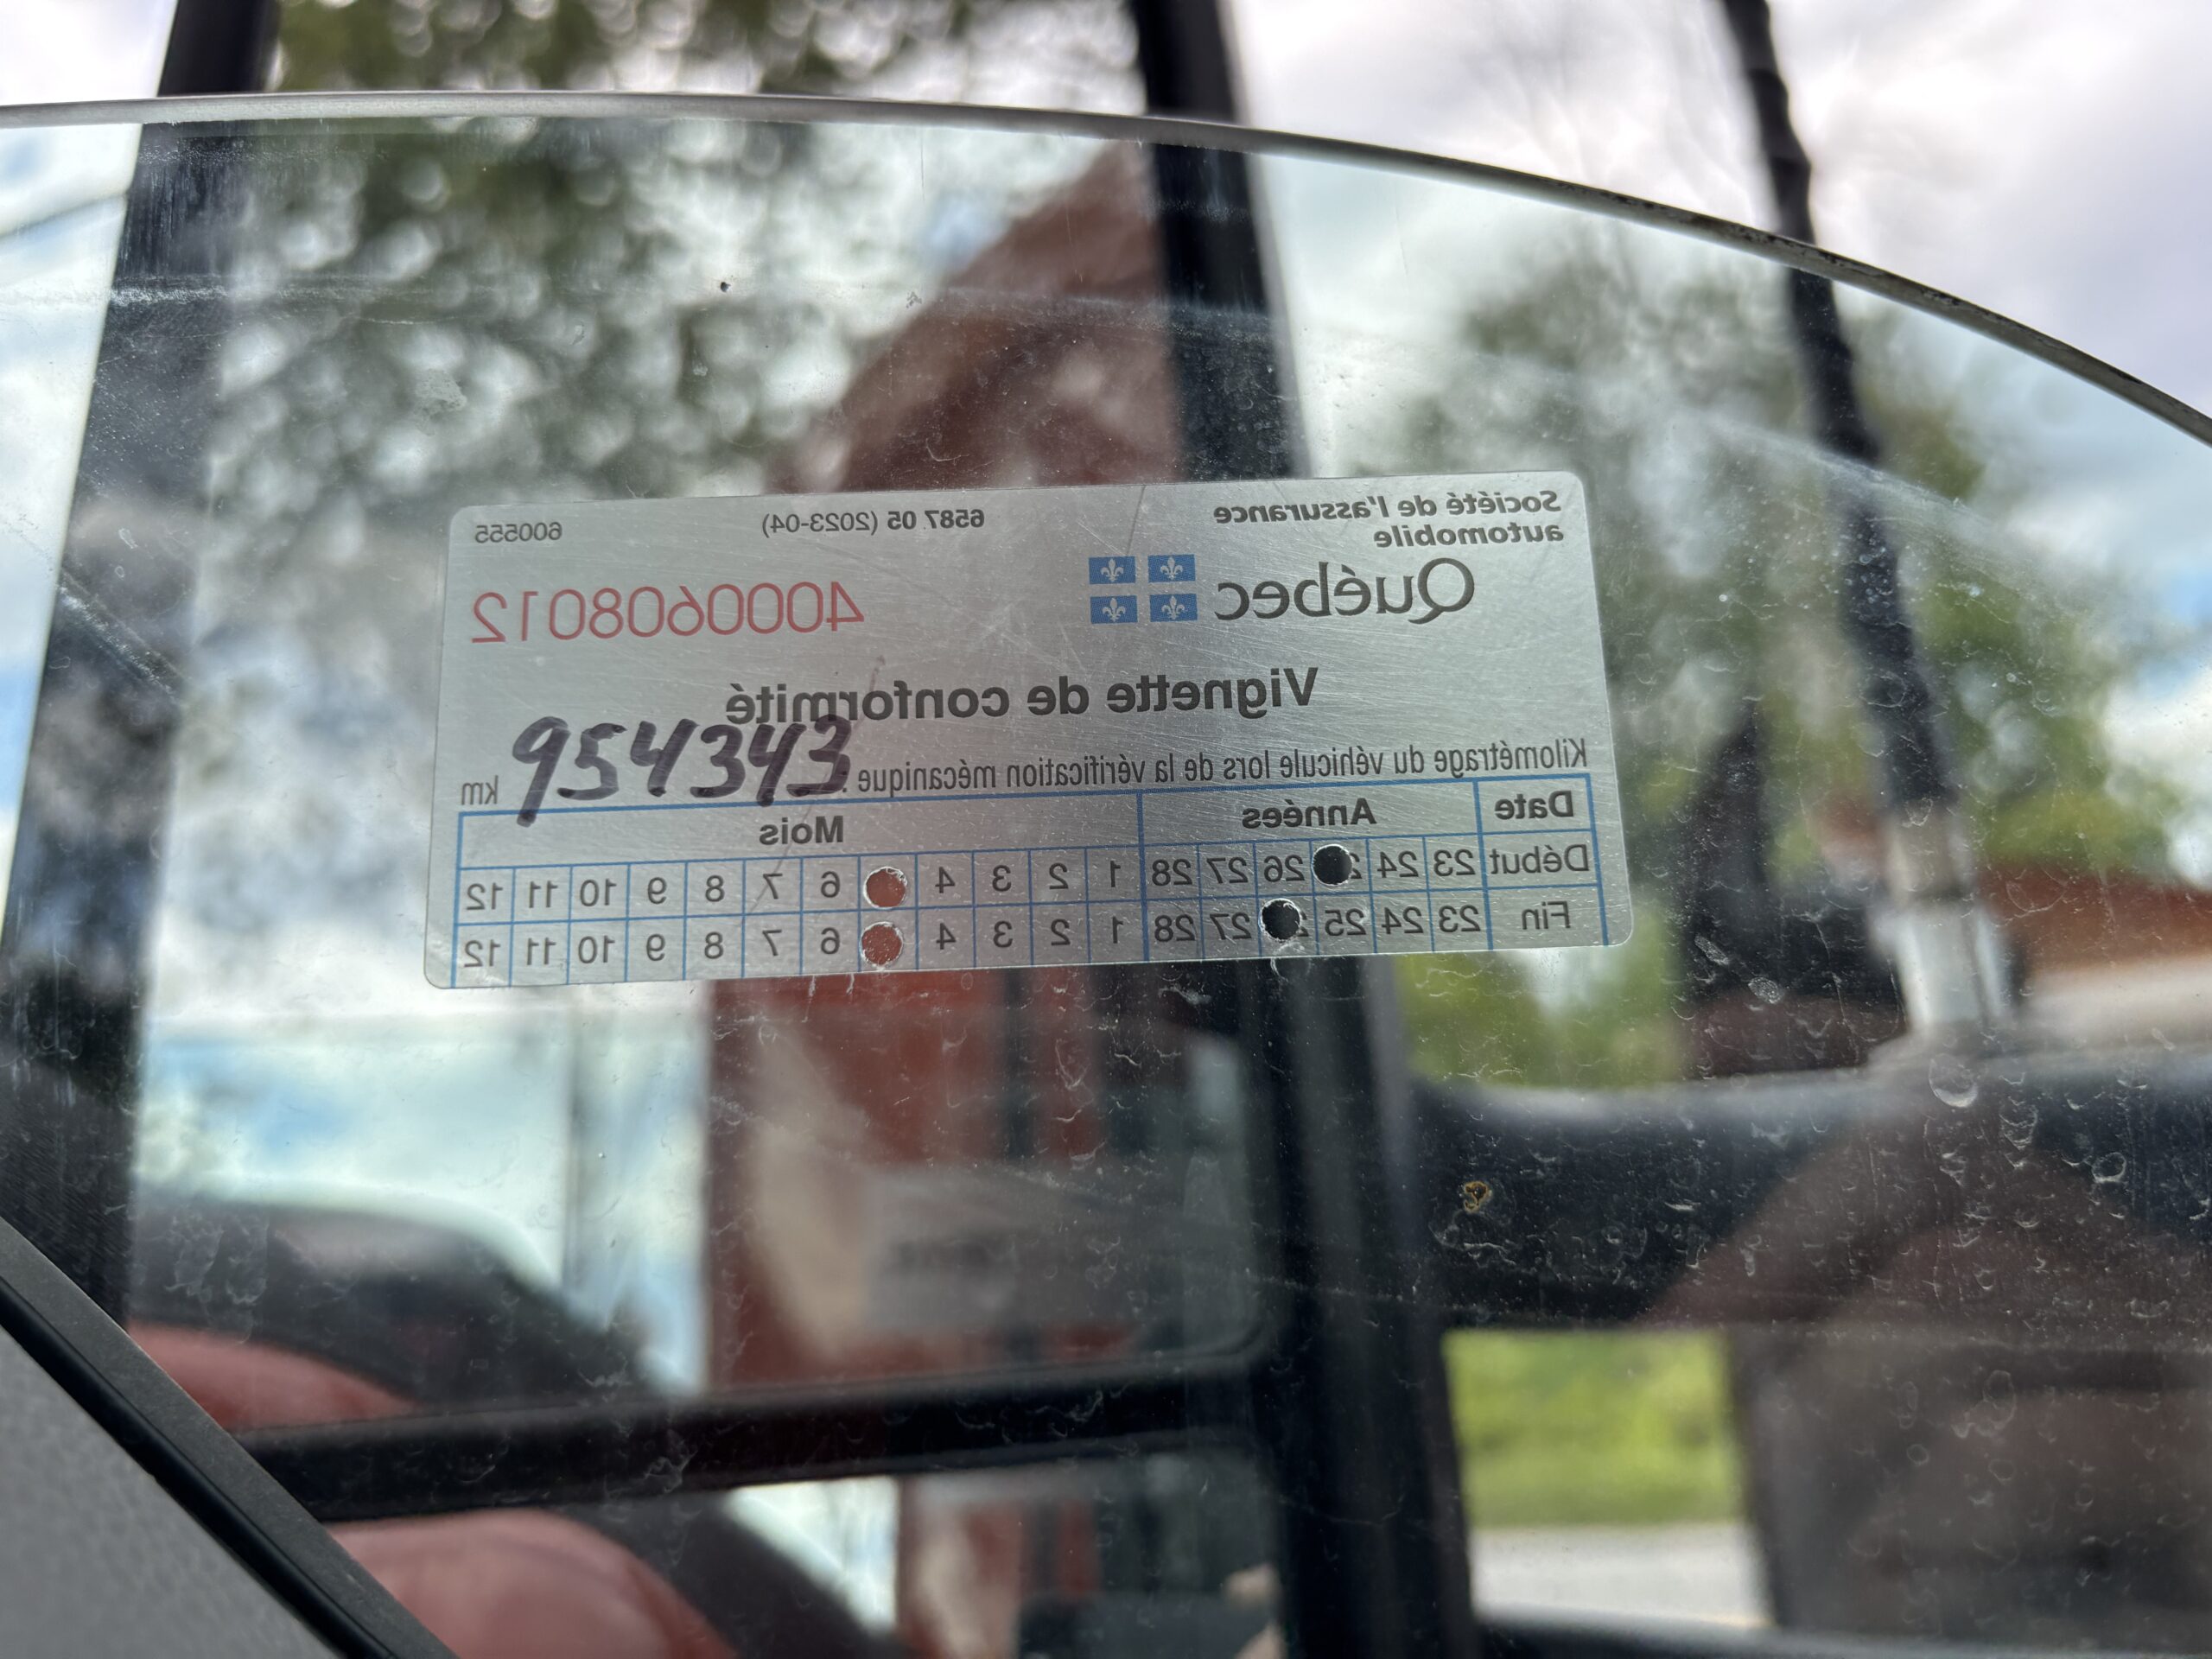 Société de l'assurance
automobile
Québec
6587 05 (2023-04)
600555
4000608012
Vignette de conformité
Kilométrage du véhicule lors de la vérification mécanique : 954343 km
Date Années Mois
Début 23 24 26 27 28 1 2 3 4 6 7 8 9 10 11 12
Fin 23 24 25 27 28 1 2 3 4 6 7 8 9 10 11 12